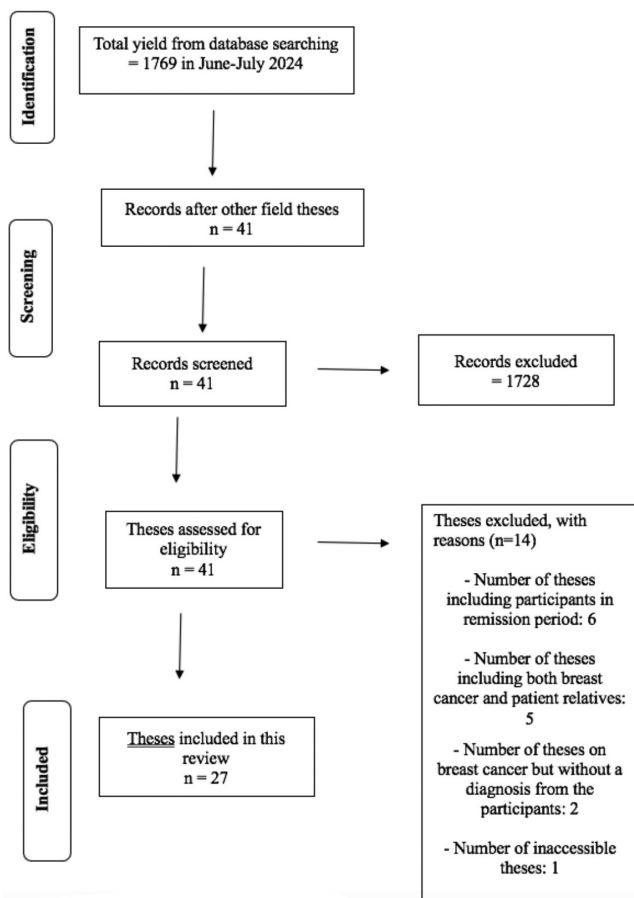 Identification
Total yield from database searching
= 1769 in June-July 2024
Screening
Records after other field theses
n = 41
Records screened
n = 41
Records excluded
= 1728
Eligibility
Theses assessed for
eligibility
n = 41
Theses excluded, with
reasons (n=14)
- Number of theses
including participants in
remission period: 6
- Number of theses
including both breast
cancer and patient relatives:
5
- Number of theses on
breast cancer but without a
diagnosis from the
participants: 2
- Number of inaccessible
theses: 1
Included
Theses included in this
review
n = 27